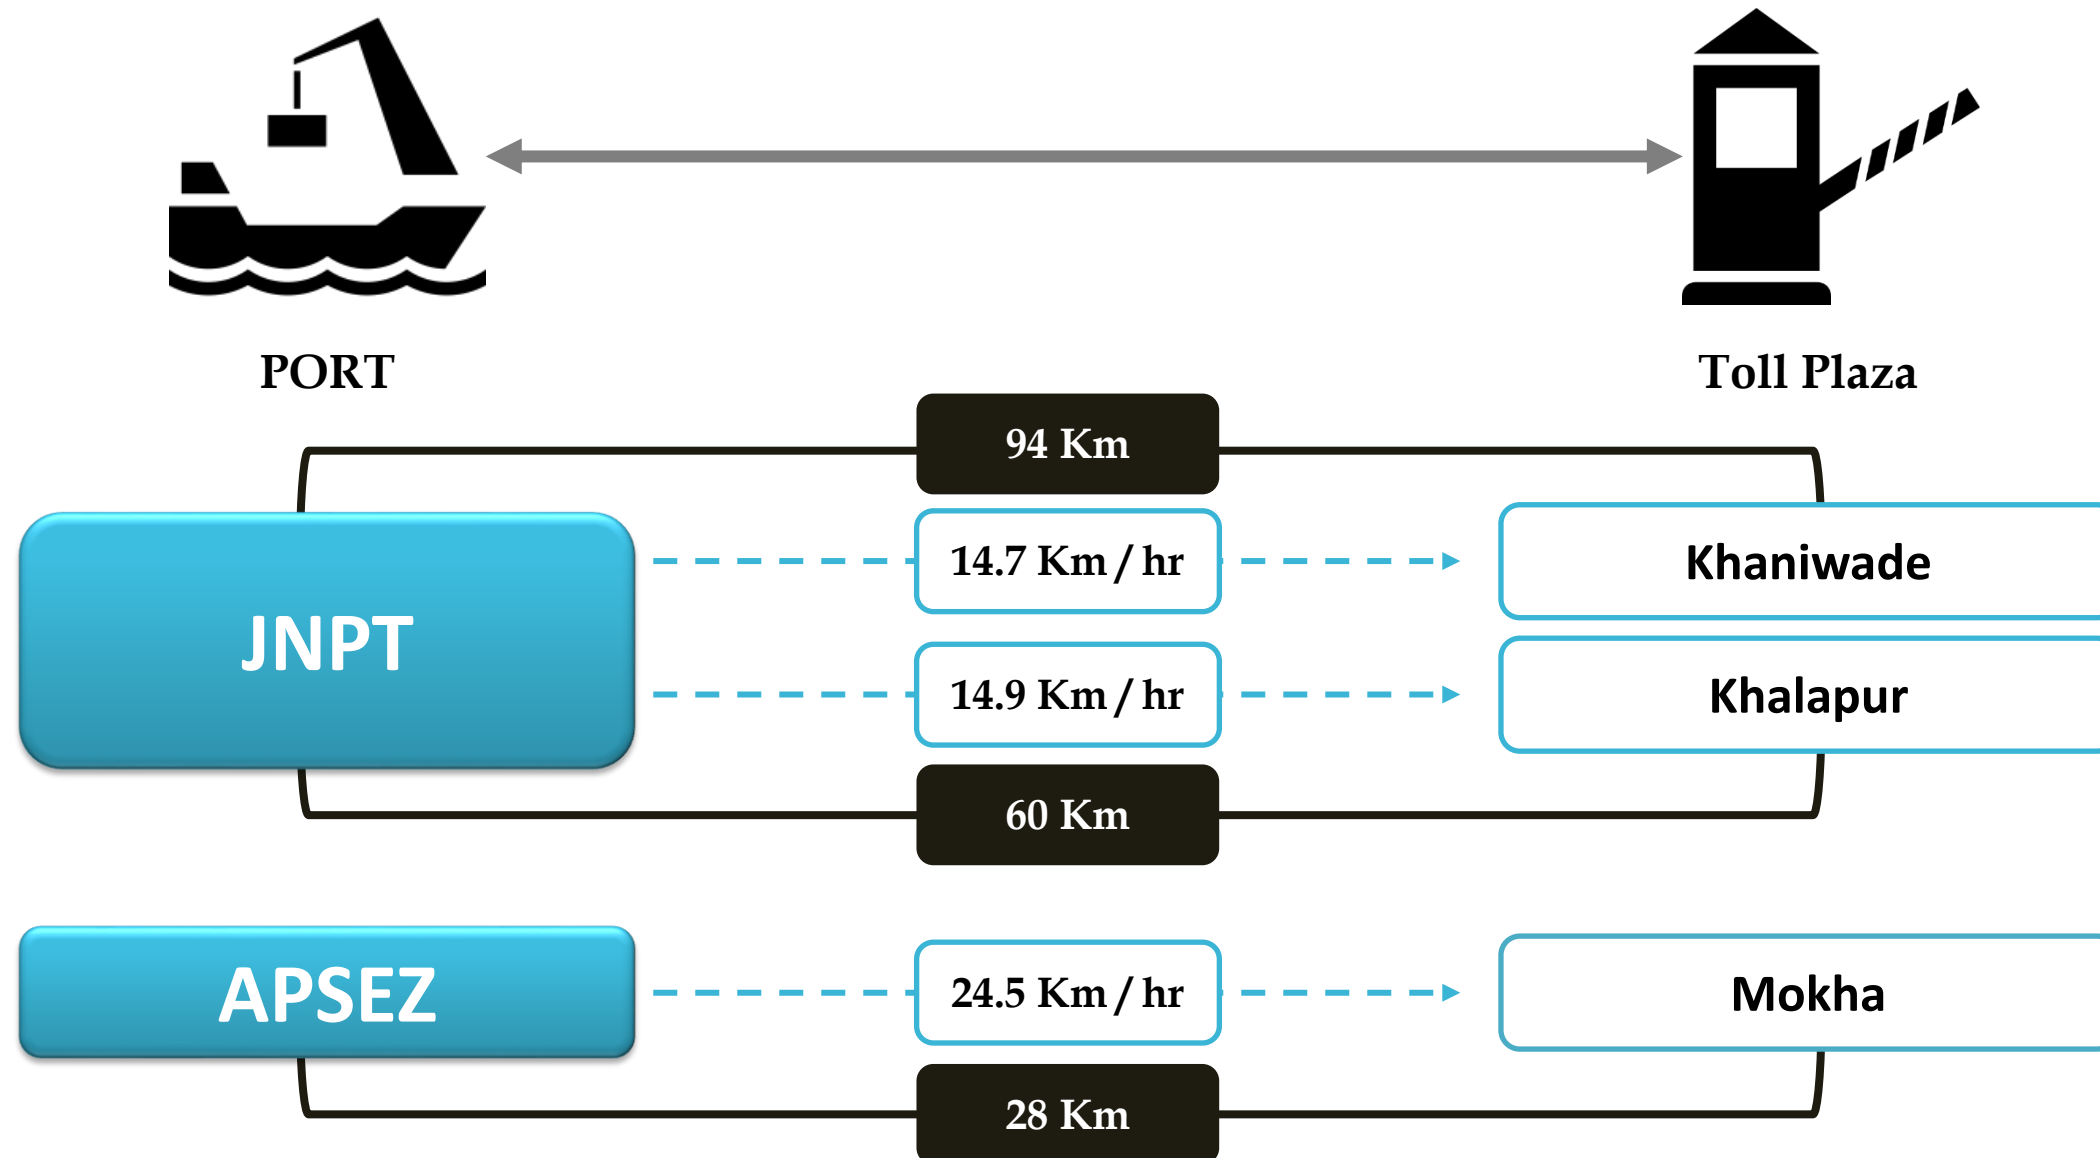 PORT
Toll Plaza
94 Km
14.7 Km/hr
Khaniwade
JNPT
14.9 Km/hr
Khalapur
60 Km
APSEZ
24.5 Km/hr
Mokha
28 Km